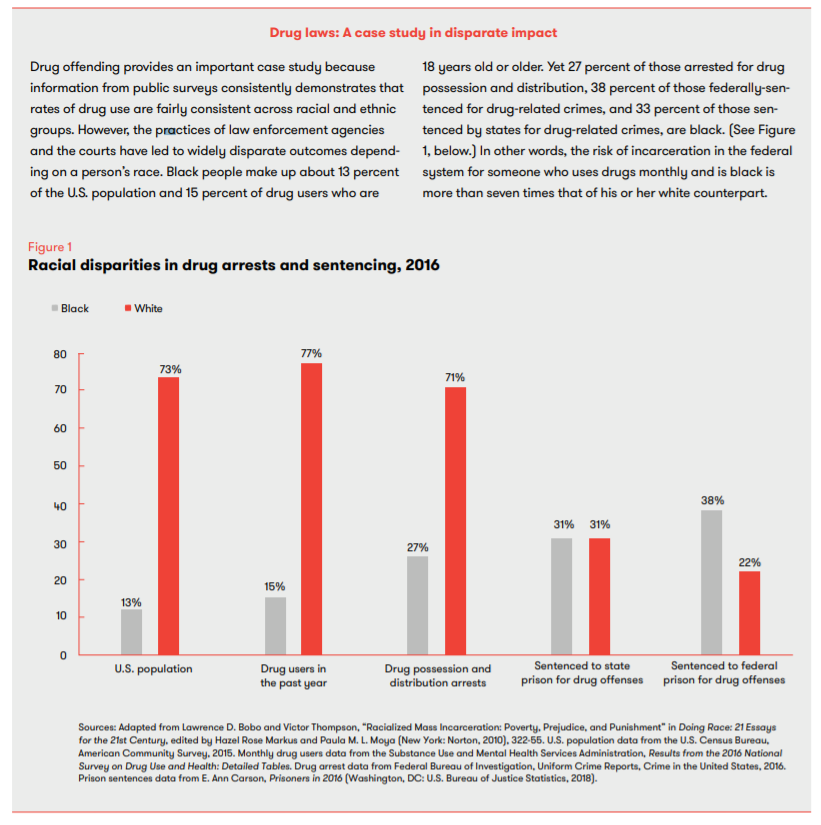 Drug laws: A case study in disparate impact
Drug offending provides an important case study because
information from public surveys consistently demonstrates that
rates of drug use are fairly consistent across racial and ethnic
groups. However, the practices of law enforcement agencies
and the courts have led to widely disparate outcomes depend-
ing on a person's race. Black people make up about 13 percent
of the U.S. population and 15 percent of drug users who are
18 years old or older. Yet 27 percent of those arrested for drug
possession and distribution, 38 percent of those federally-sen-
tenced for drug-related crimes, and 33 percent of those sen-
tenced by states for drug-related crimes, are black. (See Figure
1, below.) In other words, the risk of incarceration in the federal
system for someone who uses drugs monthly and is black is
more than seven times that of his or her white counterpart.
Figure 1
Racial disparities in drug arrests and sentencing, 2016
Black White
80
70
60
50
40
30
20
10
0
13%
73%
15%
77%
27%
71%
31%
31%
38%
22%
U.S. population
Drug users in
the past year
Drug possession and
distribution arrests
Sentenced to state
prison for drug offenses
Sentenced to federal
prison for drug offenses
Sources: Adapted from Lawrence D. Bobo and Victor Thompson, “Racialized Mass Incarceration: Poverty, Prejudice, and Punishment” in Doing Race: 21 Essays
for the 21st Century, edited by Hazel Rose Markus and Paula M. L. Moya (New York: Norton, 2010), 322-55. U.S. population data from the U.S. Census Bureau,
American Community Survey, 2015. Monthly drug users data from the Substance Use and Mental Health Services Administration, Results from the 2016 National
Survey on Drug Use and Health: Detailed Tables. Drug arrest data from Federal Bureau of Investigation, Uniform Crime Reports, Crime in the United States, 2016.
Prison sentences data from E. Ann Carson, Prisoners in 2016 (Washington, DC: U.S. Bureau of Justice Statistics, 2018).